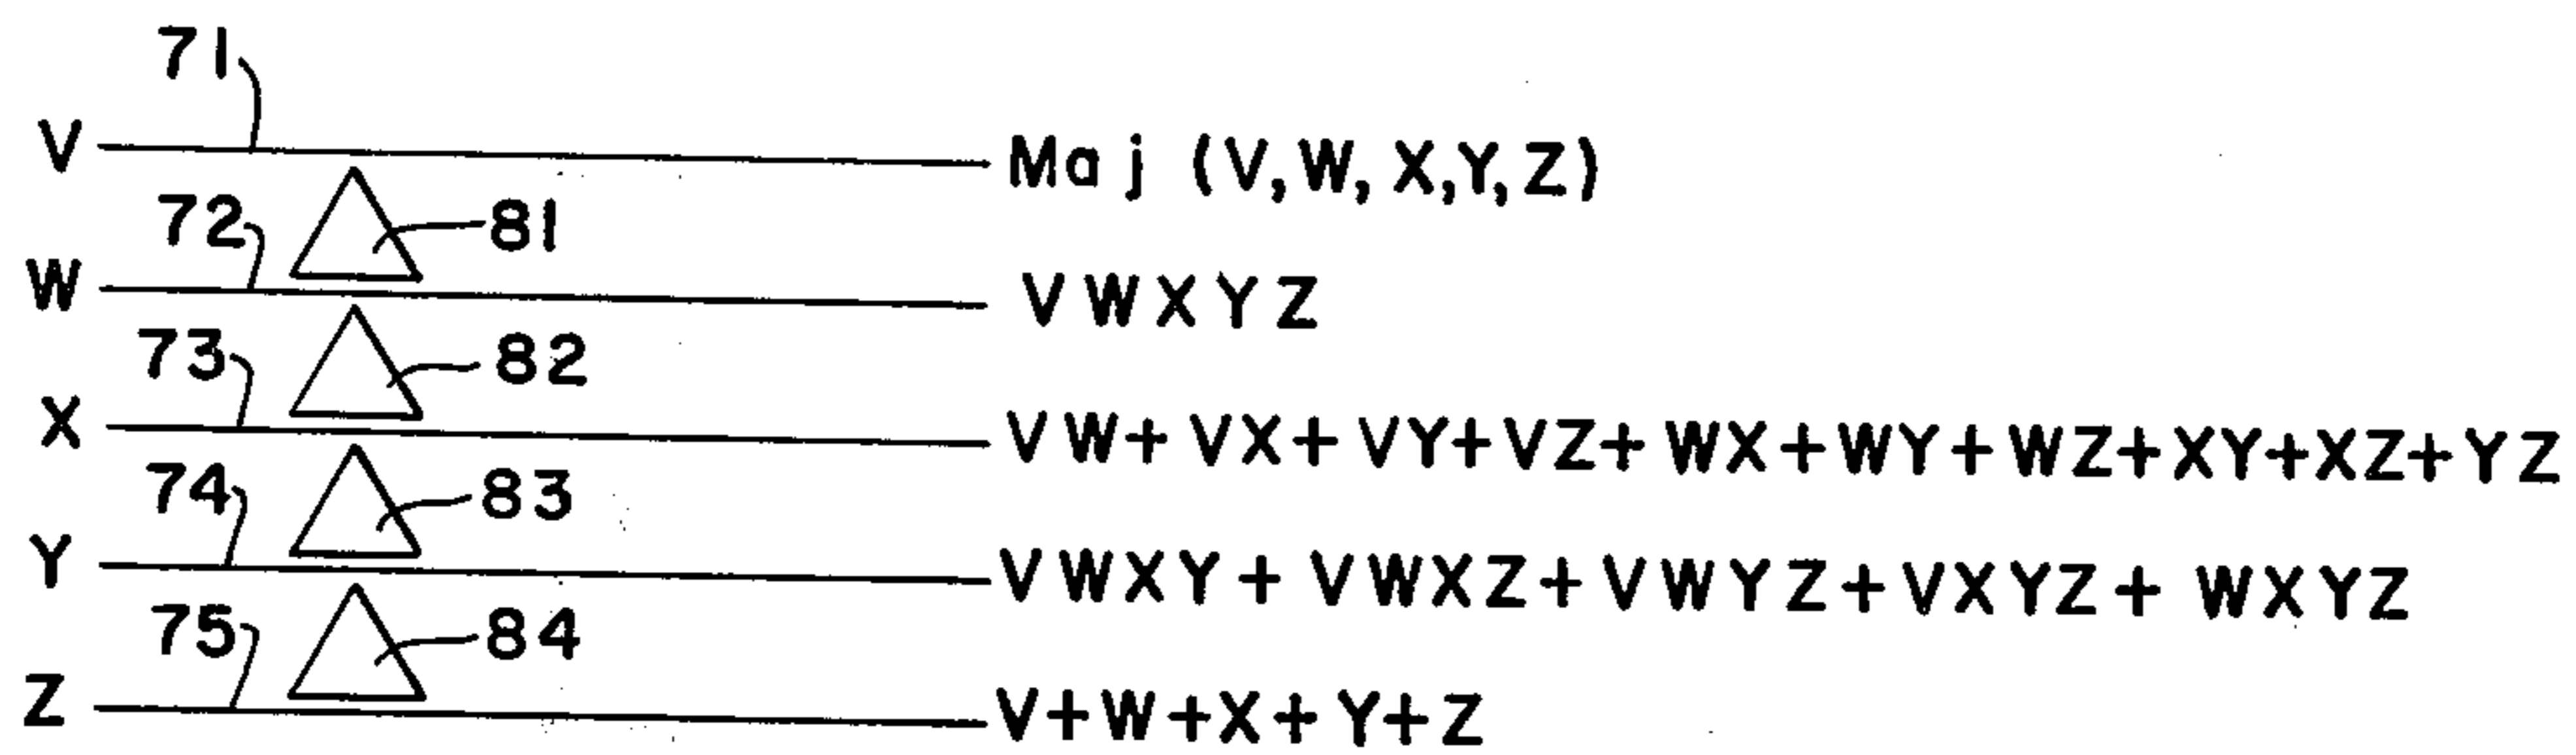 71
V Maj (V,W,X,Y,Z)
72 81
W VWXYZ
73 82
X VW+VX+VY+VZ+WX+WY+WZ+XY+XZ+YZ
74 83
Y VWXY+VWXZ+VWYZ+VXYZ+WXYZ
75 84
Z V+W+X+Y+Z